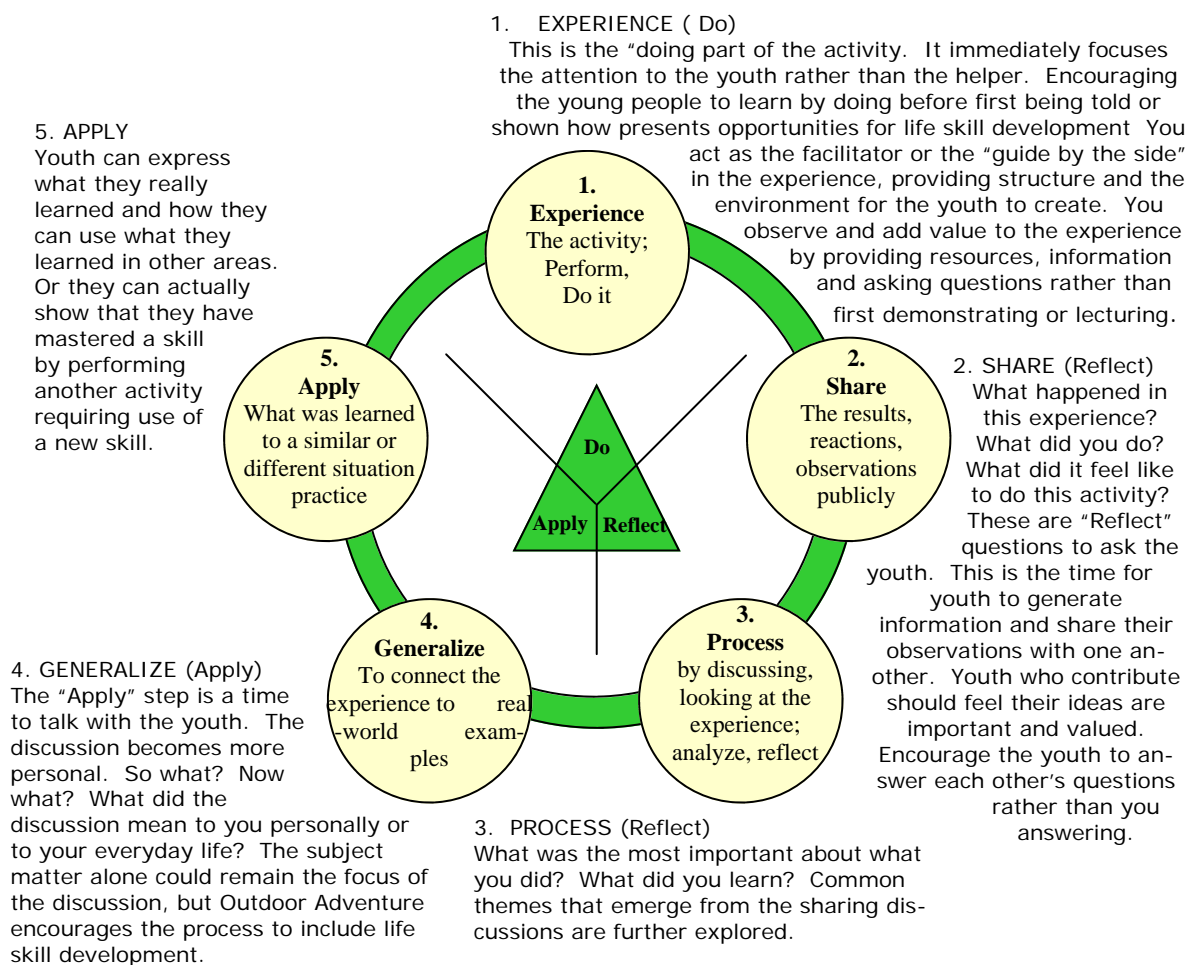 1. EXPERIENCE ( Do)
This is the “doing part of the activity. It immediately focuses
the attention to the youth rather than the helper. Encouraging
the young people to learn by doing before first being told or
shown how presents opportunities for life skill development You
act as the facilitator or the “guide by the side”
in the experience, providing structure and the
environment for the youth to create. You
observe and add value to the experience
by providing resources, information
and asking questions rather than
first demonstrating or lecturing.
5. APPLY
Youth can express
what they really
learned and how they
can use what they
learned in other areas.
Or they can actually
show that they have
mastered a skill
by performing
another activity
requiring use of
a new skill.
1.
Experience
The activity;
Perform,
Do it
5.
Apply
What was learned
to a similar or
different situation
practice
2.
Share
The results,
reactions,
observations
publicly
Do
Apply
Reflect
2. SHARE (Reflect)
What happened in
this experience?
What did you do?
What did it feel like
to do this activity?
These are “Reflect”
questions to ask the
youth. This is the time for
youth to generate
information and share their
observations with one an-
other. Youth who contribute
should feel their ideas are
important and valued.
Encourage the youth to an-
swer each other’s questions
rather than you
answering.
4.
Generalize
To connect the
experience to real
-world exam-
ples
3.
Process
by discussing,
looking at the
experience;
analyze, reflect
4. GENERALIZE (Apply)
The “Apply” step is a time
to talk with the youth. The
discussion becomes more
personal. So what? Now
what? What did the
discussion mean to you personally or
to your everyday life? The subject
matter alone could remain the focus of
the discussion, but Outdoor Adventure
encourages the process to include life
skill development.
3. PROCESS (Reflect)
What was the most important about what
you did? What did you learn? Common
themes that emerge from the sharing dis-
cussions are further explored.